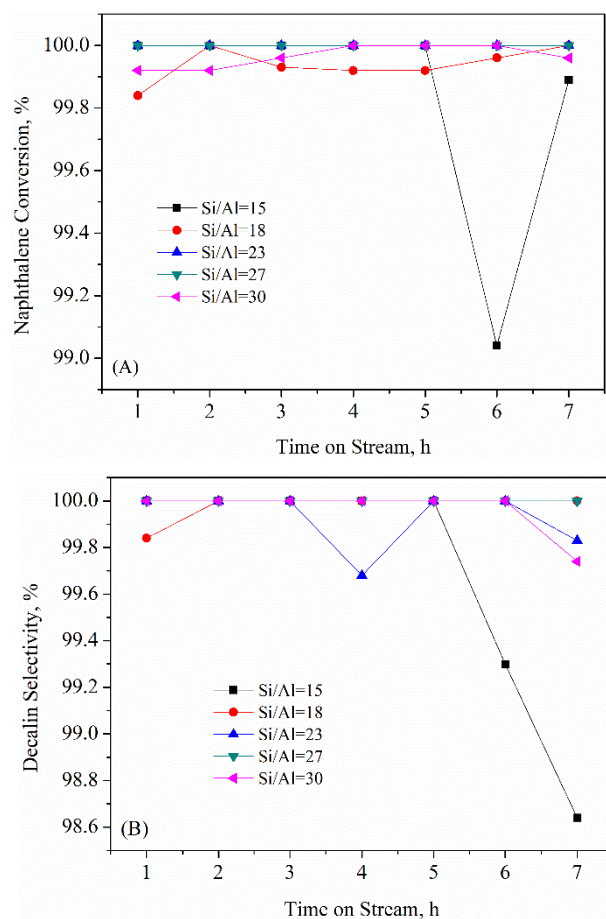 100.0
99.8
99.6
99.4
99.2
99.0
Naphthalene Conversion, %
Si/Al=15
Si/Al=18
Si/Al=23
Si/Al=27
Si/Al=30
(A)
1 2 3 4 5 6 7
Time on Stream, h
100.0
99.8
99.6
99.4
99.2
99.0
98.8
98.6
Decalin Selectivity, %
Si/Al=15
Si/Al=18
Si/Al=23
Si/Al=27
Si/Al=30
(B)
1 2 3 4 5 6 7
Time on Stream, h